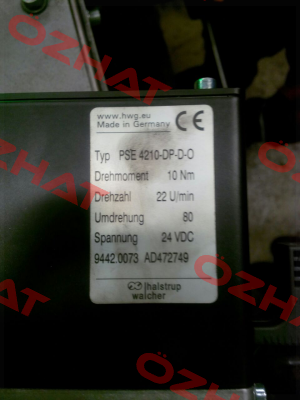 www.hwg.eu
Made in Germany CE
Typ PSE 4210-DP-D-O
Drehmoment 10 Nm
Drehzahl 22 U/min
Umdrehung 80
Spannung 24 VDC
9442.0073 AD472749
halstrup
walcher
OZHAT
OZHAT
OZHAT
OZHAT
OZHAT
OZHAT